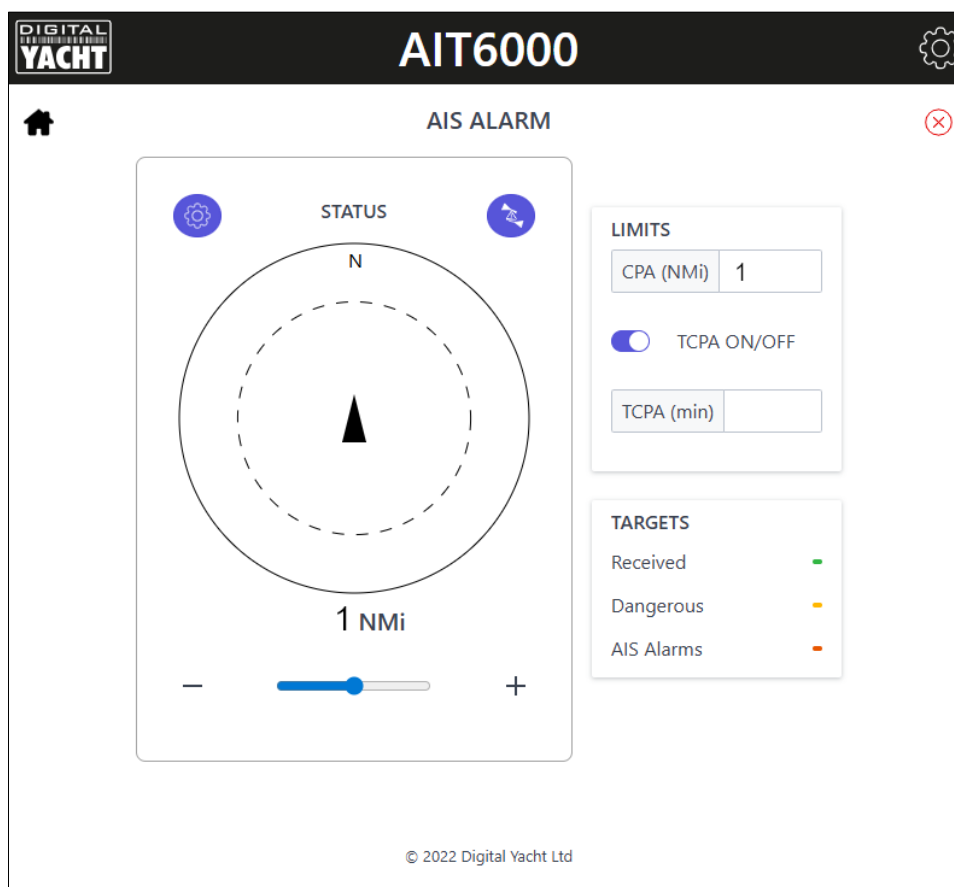 DIGITAL
YACHT
AIT6000
AIS ALARM
STATUS
N
1 NMi
LIMITS
CPA (NMi) 1
TCPA ON/OFF
TCPA (min)
TARGETS
Received -
Dangerous -
AIS Alarms -
© 2022 Digital Yacht Ltd